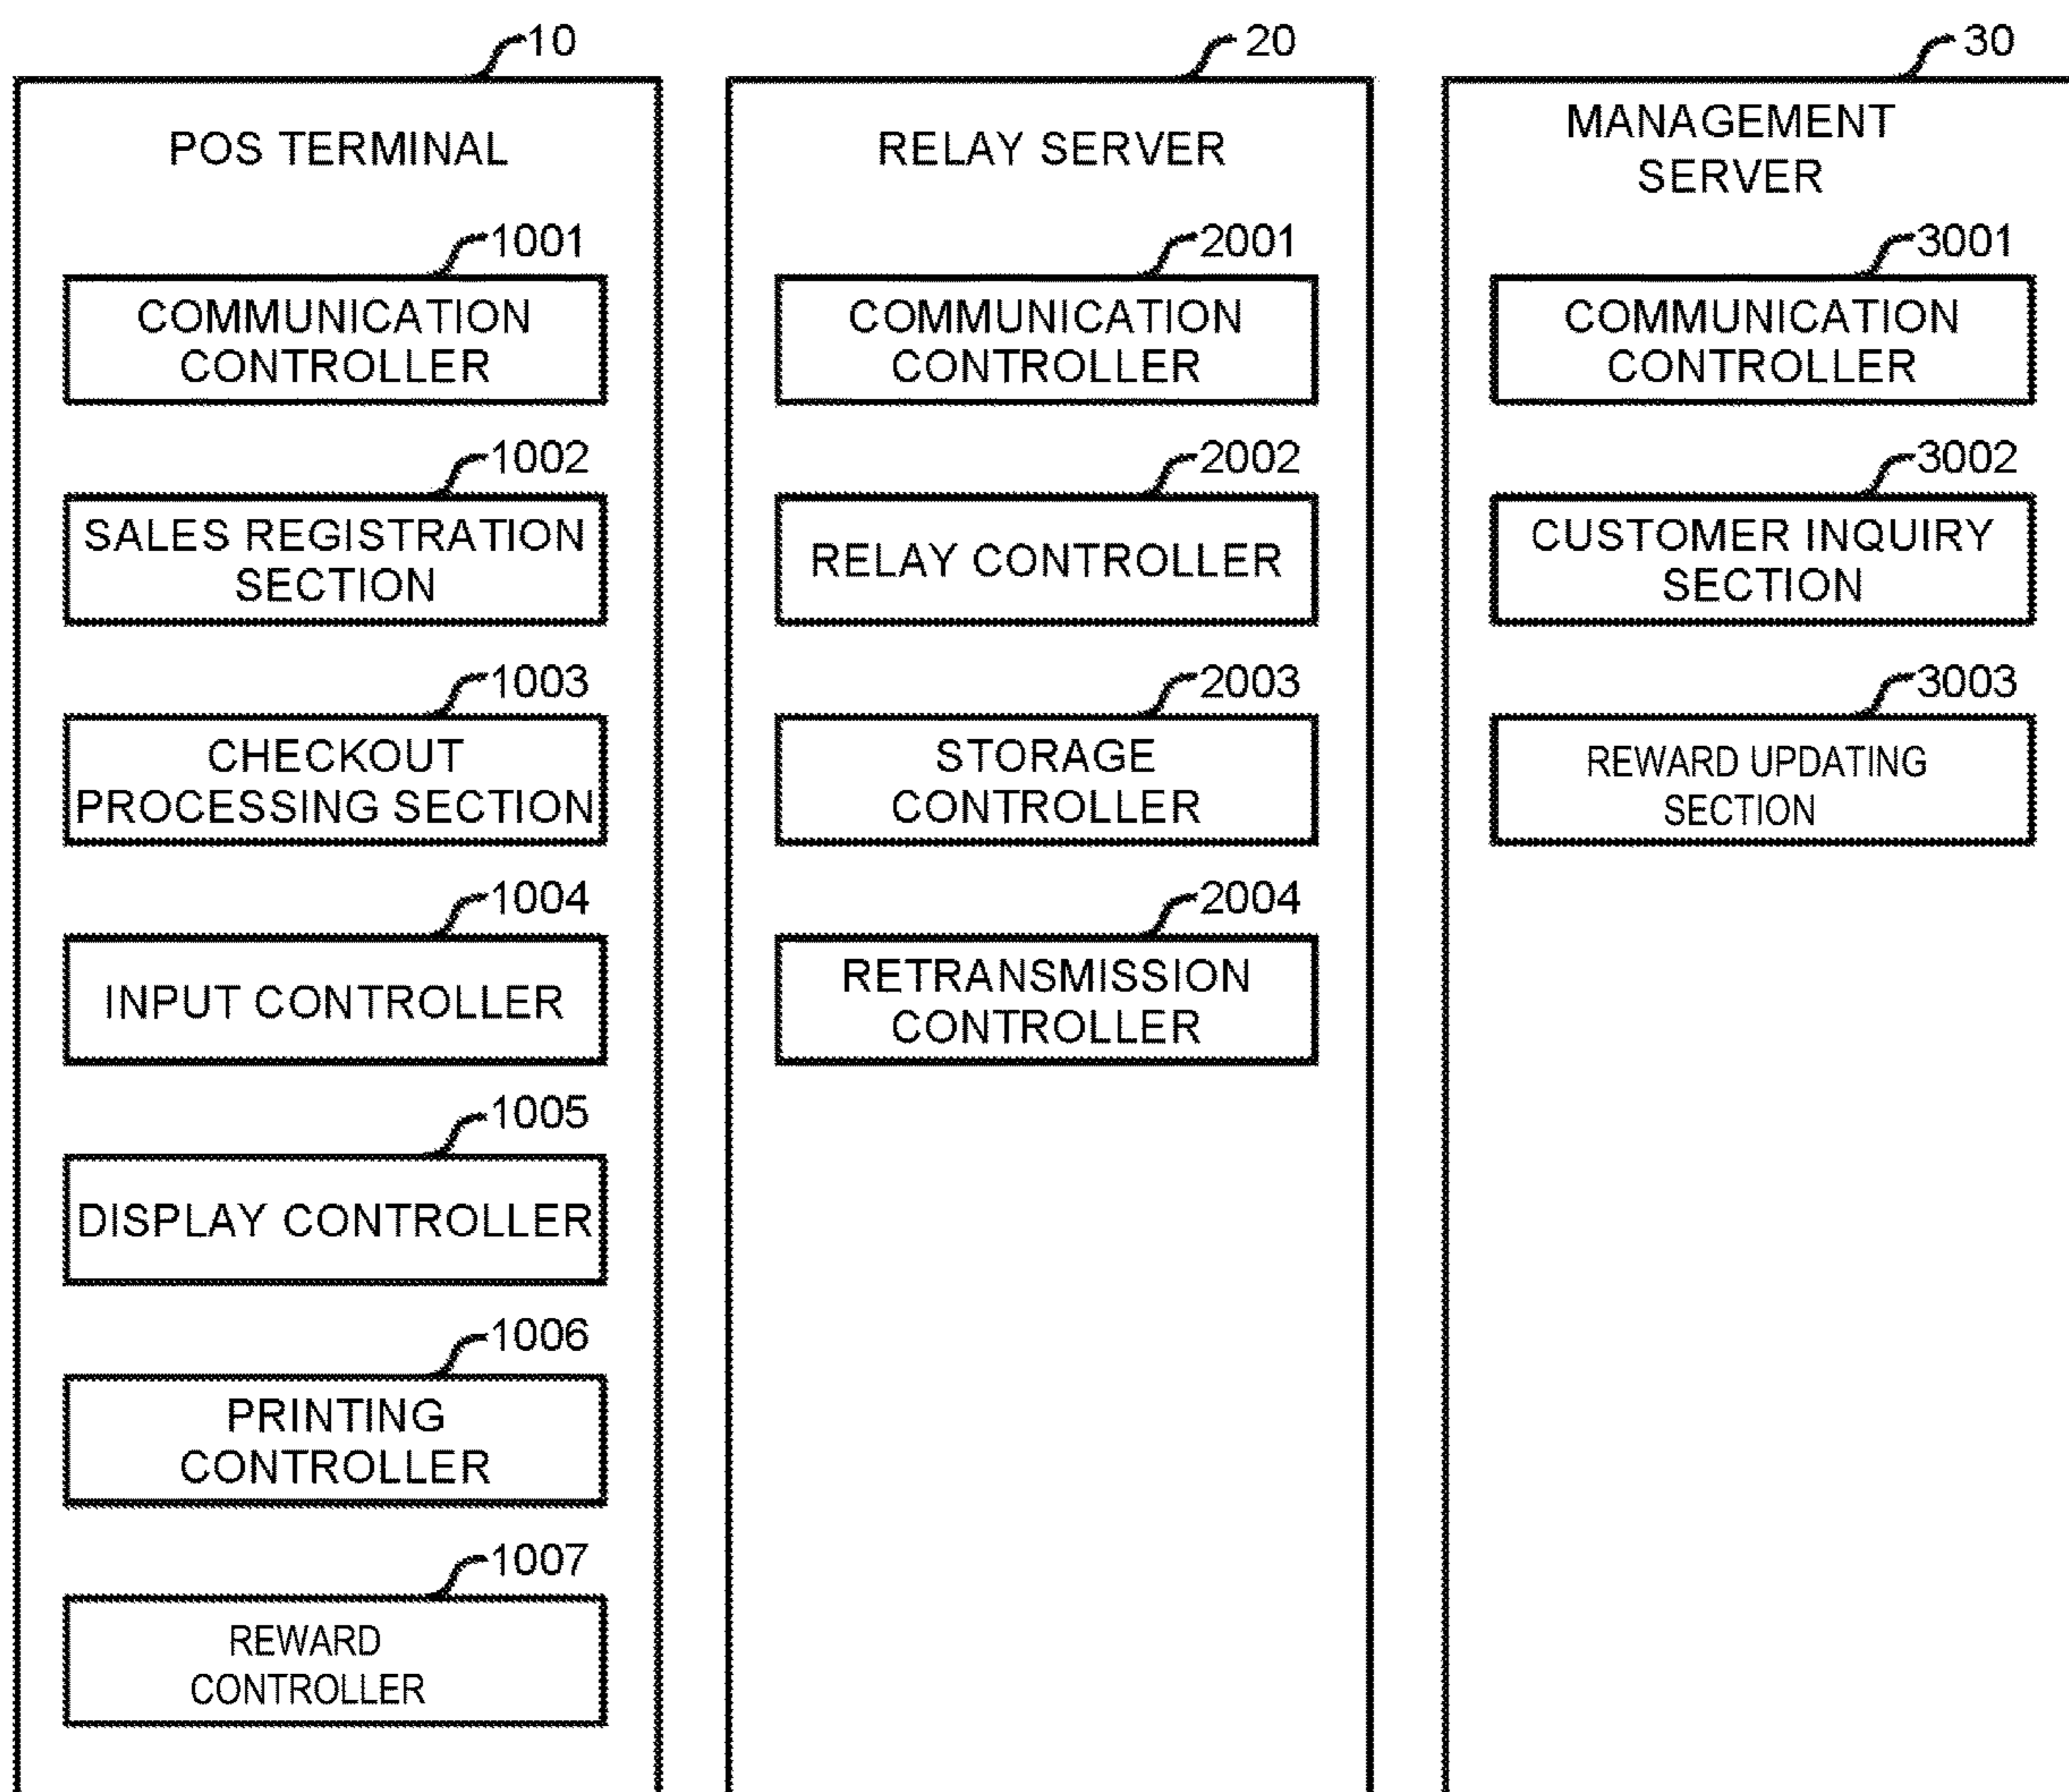 10
POS TERMINAL
1001
COMMUNICATION
CONTROLLER
1002
SALES REGISTRATION
SECTION
1003
CHECKOUT
PROCESSING SECTION
1004
INPUT CONTROLLER
1005
DISPLAY CONTROLLER
1006
PRINTING
CONTROLLER
1007
REWARD
CONTROLLER
20
RELAY SERVER
2001
COMMUNICATION
CONTROLLER
2002
RELAY CONTROLLER
2003
STORAGE
CONTROLLER
2004
RETRANSMISSION
CONTROLLER
30
MANAGEMENT
SERVER
3001
COMMUNICATION
CONTROLLER
3002
CUSTOMER INQUIRY
SECTION
3003
REWARD UPDATING
SECTION